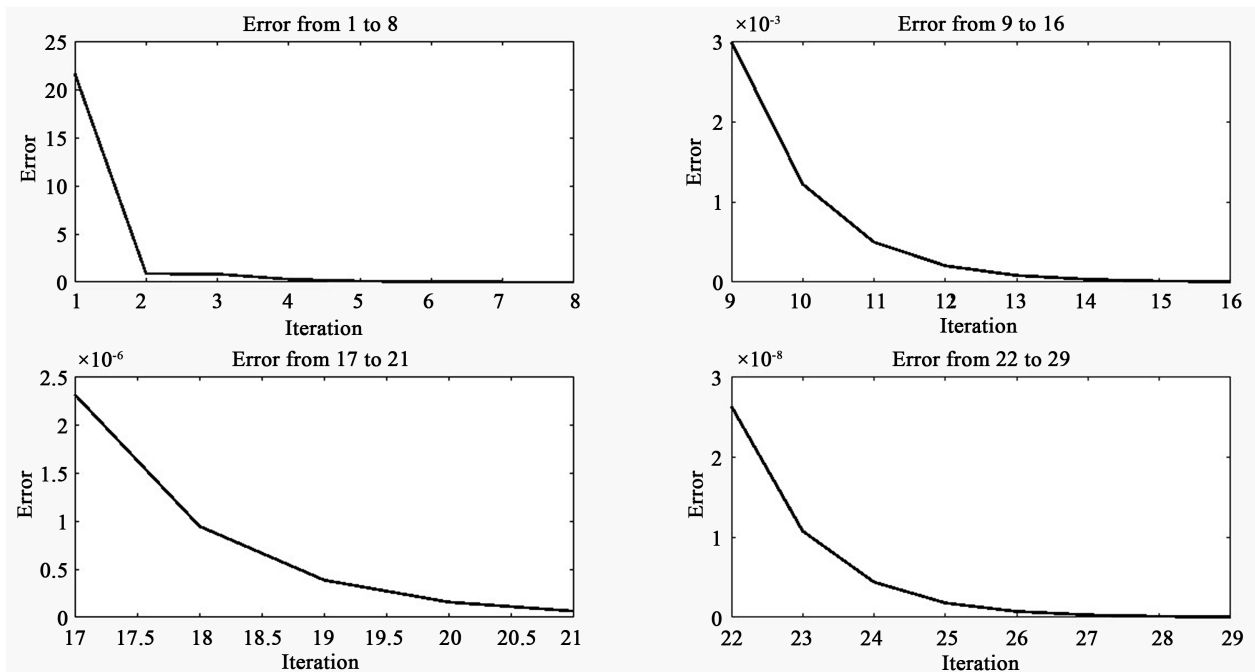 Error from 1 to 8
25
20
15
10
5
0
Error
1 2 3 4 5 6 7 8
Iteration
×10-3
Error from 9 to 16
3
2
1
0
Error
9 10 11 12 13 14 15 16
Iteration
×10-6
Error from 17 to 21
2.5
2
1.5
1
0.5
0
Error
17 17.5 18 18.5 19 19.5 20 20.5 21
Iteration
×10-8
Error from 22 to 29
3
2
1
0
Error
22 23 24 25 26 27 28 29
Iteration